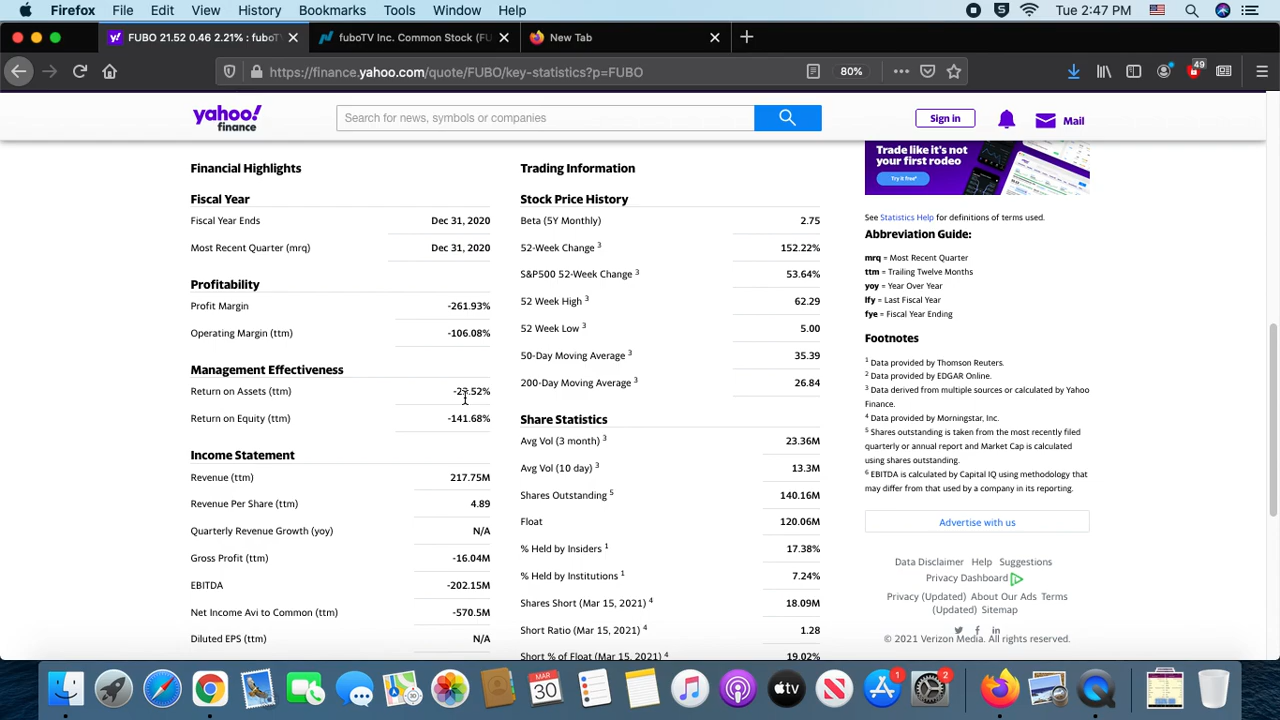 Firefox File Edit View History Bookmarks Tools Window Help Tue 2:47 PM
FUBO 21.52 0.46 2.21% : fuboT
fuboTV Inc. Common Stock (FU
New Tab
https://finance.yahoo.com/quote/FUBO/key-statistics?p=FUBO
80%
49
yahoo!
finance
Search for news, symbols or companies
Sign in
Mail
Financial Highlights
Fiscal Year
Fiscal Year Ends Dec 31, 2020
Most Recent Quarter (mrq) Dec 31, 2020
Profitability
Profit Margin -261.93%
Operating Margin (ttm) -106.08%
Management Effectiveness
Return on Assets (ttm)
Return on Equity (ttm) -141.68%
Income Statement
Revenue (ttm) 217.75M
Revenue Per Share (ttm) 4.89
Quarterly Revenue Growth (yoy) N/A
Gross Profit (ttm) -16.04M
EBITDA -202.15M
Net Income Avi to Common (ttm) -570.5M
Diluted EPS (ttm) N/A
Trading Information
Stock Price History
Beta (5Y Monthly) 2.75
52-Week Change 3 152.22%
S&P500 52-Week Change 3 53.64%
52 Week High 3 62.29
52 Week Low 3 5.00
50-Day Moving Average 3 35.39
200-Day Moving Average 3 26.84
Share Statistics
Avg Vol (3 month) 3 23.36M
Avg Vol (10 day) 3 13.3M
Shares Outstanding 5 140.16M
Float 120.06M
% Held by Insiders 1 17.38%
% Held by Institutions 1 7.24%
Shares Short (Mar 15, 2021) 4 18.09M
Short Ratio (Mar 15, 2021) 4 1.28
Short % of Float (Mar 15, 2021) 4 19.02%
Trade like it's not
your first rodeo
Try it free*
See Statistics Help for definitions of terms used.
Abbreviation Guide:
mrq = Most Recent Quarter
ttm = Trailing Twelve Months
yoy = Year Over Year
lfy = Last Fiscal Year
fye = Fiscal Year Ending
Footnotes
1 Data provided by Thomson Reuters.
2 Data provided by EDGAR Online.
3 Data derived from multiple sources or calculated by Yahoo
Finance.
4 Data provided by Morningstar, Inc.
5 Shares outstanding is taken from the most recently filed
quarterly or annual report and Market Cap is calculated
using shares outstanding.
6 EBITDA is calculated by Capital IQ using methodology that
may differ from that used by a company in its reporting.
Advertise with us
Data Disclaimer Help Suggestions
Privacy Dashboard
Privacy (Updated) About Our Ads Terms
(Updated) Sitemap
© 2021 Verizon Media. All rights reserved.
MAR
30
tv
1
2